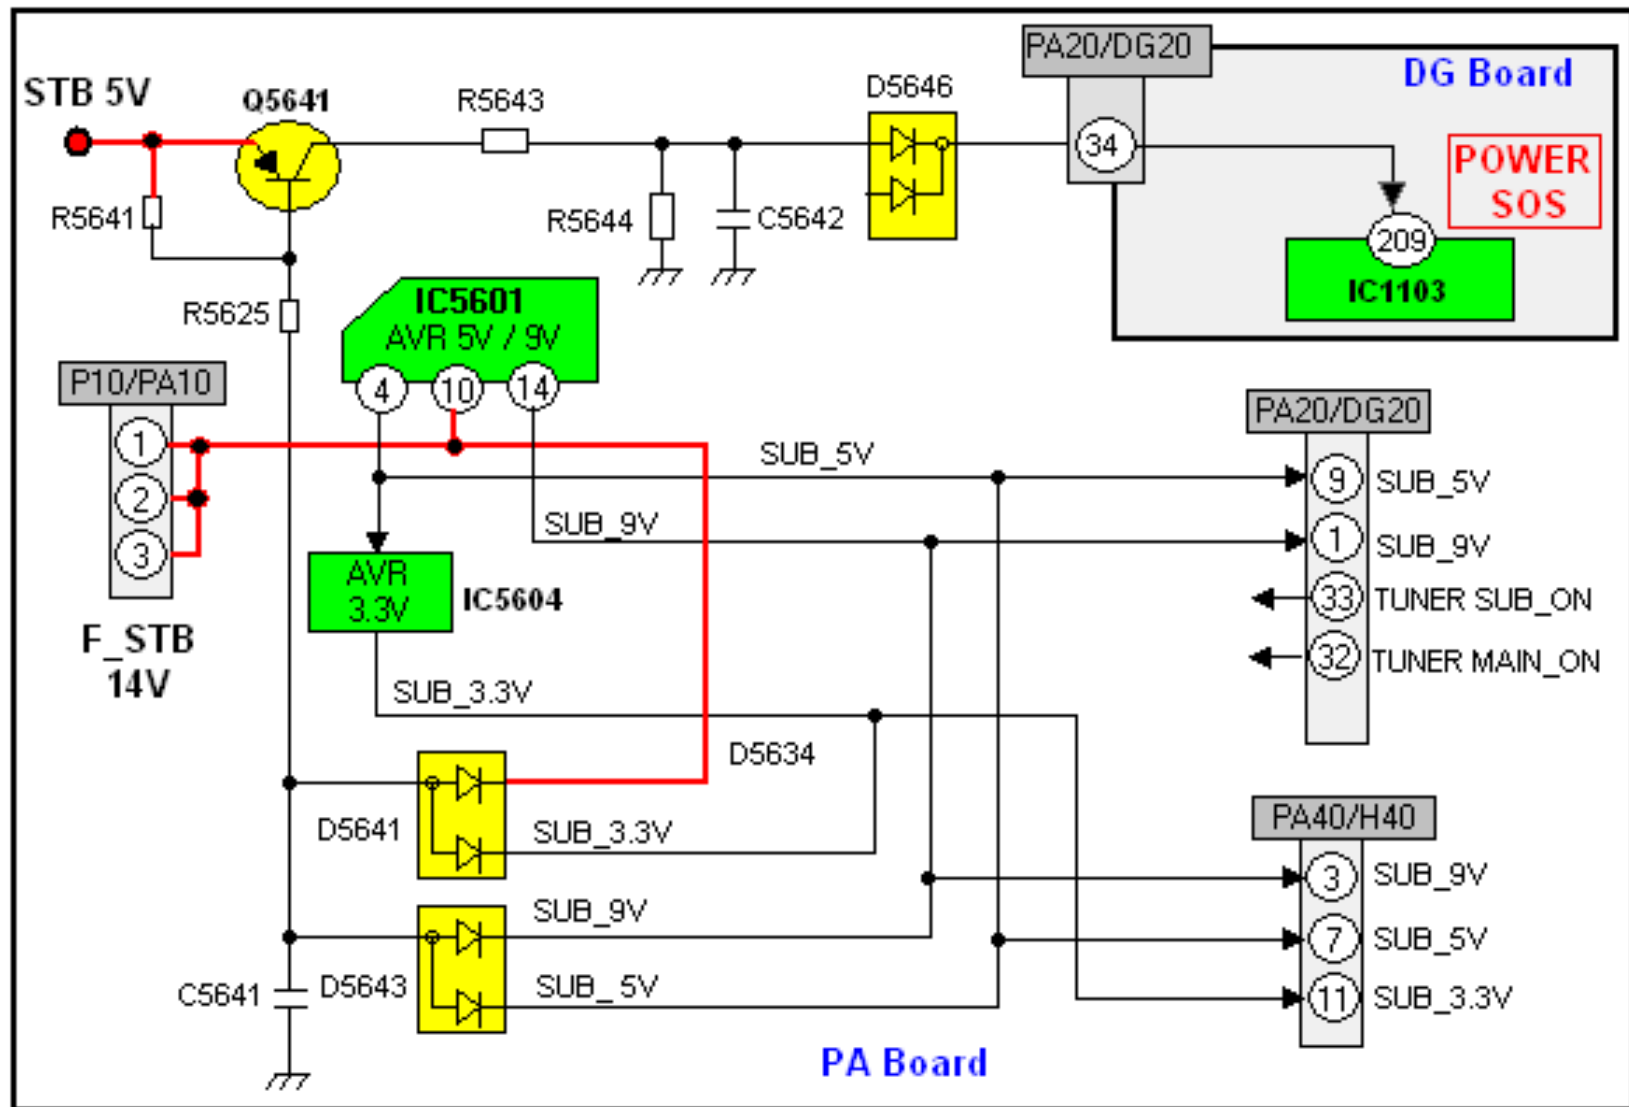 PA20/DG20
DG Board
STB 5V
Q5641
R5643
D5646
34
POWER
SOS
R5641
R5644
C5642
209
IC1103
R5625
IC5601
AVR 5V / 9V
4
10
14
P10/PA10
1
2
3
F_STB
14V
PA20/DG20
SUB_5V
9
SUB_5V
SUB_9V
1
SUB_9V
33
TUNER SUB_ON
32
TUNER MAIN_ON
AVR
3.3V
IC5604
SUB_3.3V
D5634
D5641
SUB_3.3V
PA40/H40
3
SUB_9V
SUB_9V
7
SUB_5V
C5641
D5643
SUB_ 5V
11
SUB_3.3V
PA Board